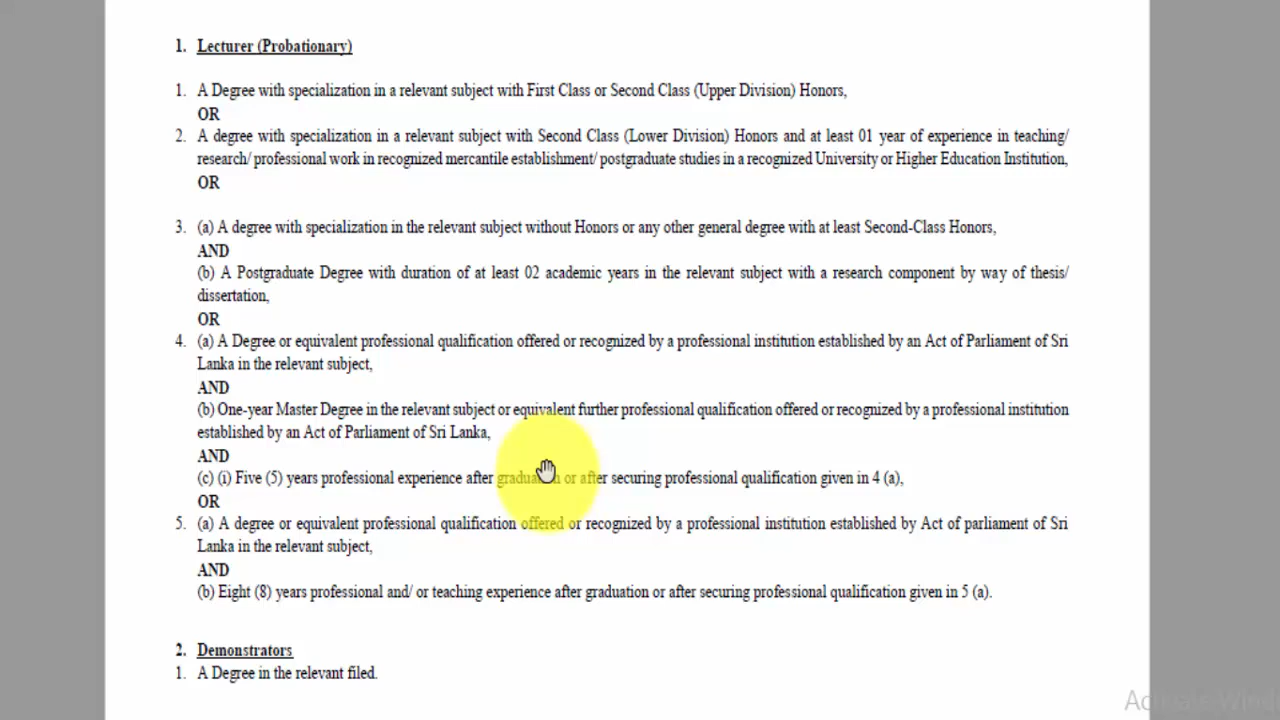 1. Lecturer (Probationary)
1. A Degree with specialization in a relevant subject with First Class or Second Class (Upper Division) Honors,
OR
2. A degree with specialization in a relevant subject with Second Class (Lower Division) Honors and at least 01 year of experience in teaching/
research/ professional work in recognized mercantile establishment/ postgraduate studies in a recognized University or Higher Education Institution,
OR
3. (a) A degree with specialization in the relevant subject without Honors or any other general degree with at least Second-Class Honors,
AND
(b) A Postgraduate Degree with duration of at least 02 academic years in the relevant subject with a research component by way of thesis/
dissertation,
OR
4. (a) A Degree or equivalent professional qualification offered or recognized by a professional institution established by an Act of Parliament of Sri
Lanka in the relevant subject,
AND
(b) One-year Master Degree in the relevant subject or equivalent further professional qualification offered or recognized by a professional institution
established by an Act of Parliament of Sri Lanka,
AND
(c) (i) Five (5) years professional experience after graduation or after securing professional qualification given in 4 (a),
OR
5. (a) A degree or equivalent professional qualification offered or recognized by a professional institution established by Act of parliament of Sri
Lanka in the relevant subject,
AND
(b) Eight (8) years professional and/ or teaching experience after graduation or after securing professional qualification given in 5 (a).
2. Demonstrators
1. A Degree in the relevant filed.